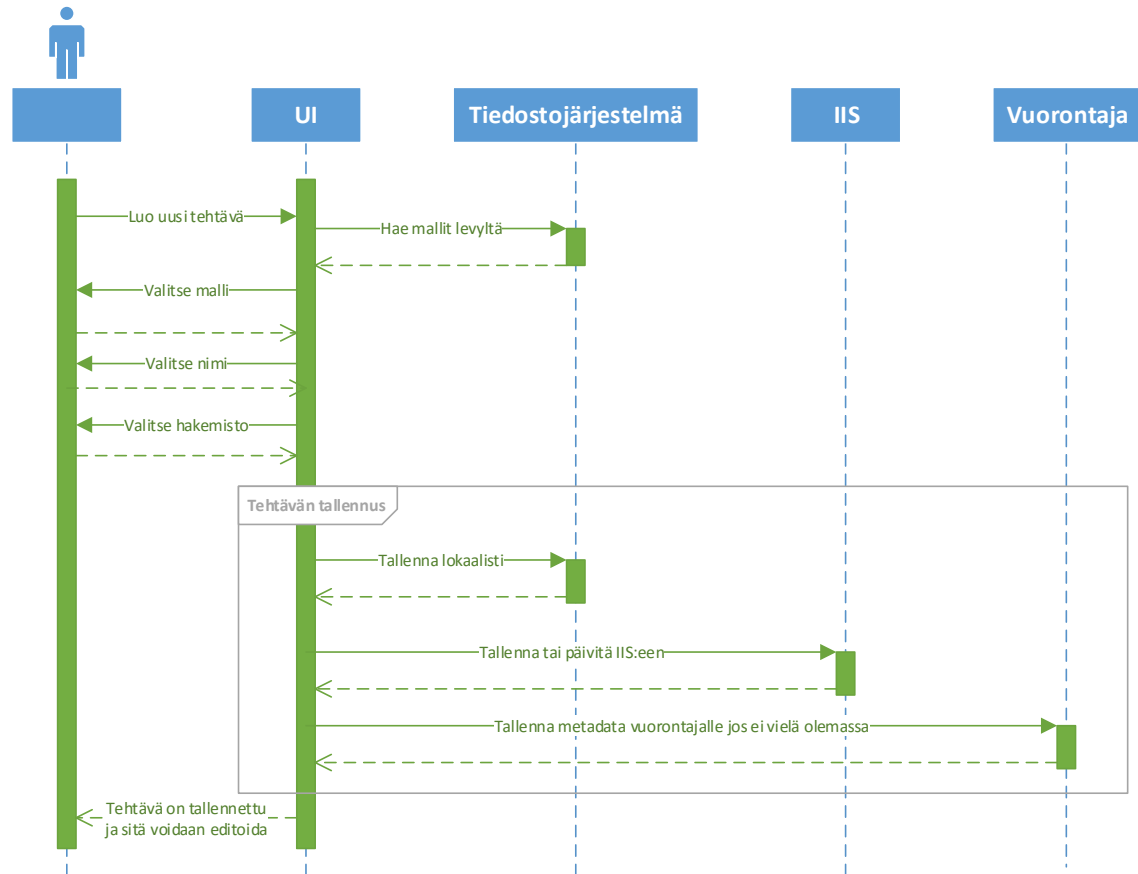 UI
Tiedostojärjestelmä
IIS
Vuorontaja
Luo uusi tehtävä
Hae mallit levyltä
Valitse malli
Valitse nimi
Valitse hakemisto
Tehtävän tallennus
Tallenna lokaalisti
Tallenna tai päivitä IIS:een
Tallenna metadata vuorontajalle jos ei vielä olemassa
Tehtävä on tallennettu
ja sitä voidaan editoida